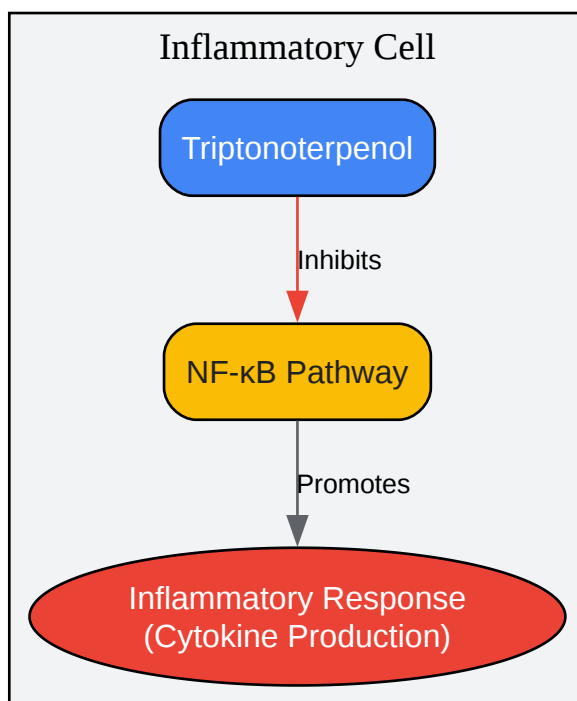 Inflammatory Cell
Triptonoterpenol
Inhibits
NF-κB Pathway
Promotes
Inflammatory Response
(Cytokine Production)